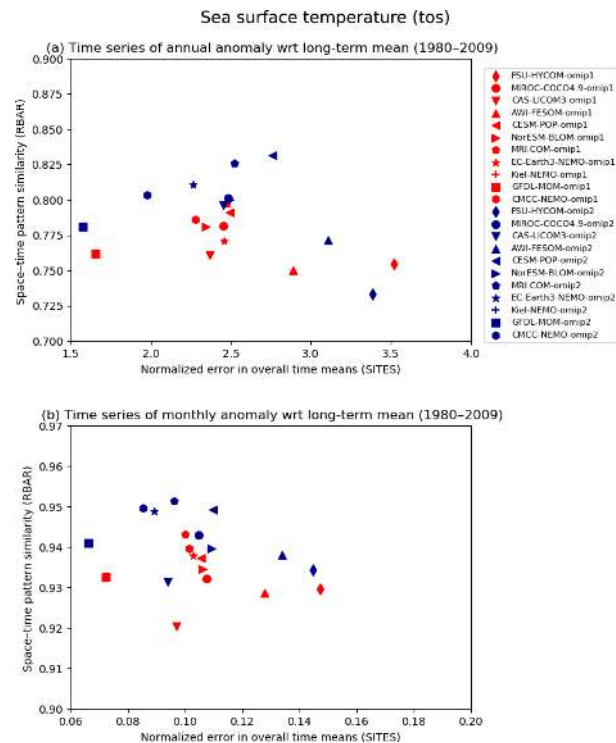 Sea surface temperature (tos)
(a) Time series of annual anomaly wrt long-term mean (1980–2009)
0.900
0.875
0.850
0.825
0.800
0.775
0.750
0.725
0.700
Space–time pattern similarity (RBAR)
1.5 2.0 2.5 3.0 3.5 4.0
Normalized error in overall time means (SITES)
FSU-HYCOM-omip1
MIROC-COCO4.9-omip1
CAS-LICOM3-omip1
AWI-FESOM-omip1
CESM-POP-omip1
NorESM-BLOM-omip1
MRI.COM-omip1
EC-Earth3-NEMO-omip1
Kiel-NEMO-omip1
GFDL-MOM-omip1
CMCC-NEMO-omip1
FSU-HYCOM-omip2
MIROC-COCO4.9-omip2
CAS-LICOM3-omip2
AWI-FESOM-omip2
CESM-POP-omip2
NorESM-BLOM-omip2
MRI.COM-omip2
EC-Earth3-NEMO-omip2
Kiel-NEMO-omip2
GFDL-MOM-omip2
CMCC-NEMO-omip2
(b) Time series of monthly anomaly wrt long-term mean (1980–2009)
0.97
0.96
0.95
0.94
0.93
0.92
0.91
0.90
Space–time pattern similarity (RBAR)
0.06 0.08 0.10 0.12 0.14 0.16 0.18 0.20
Normalized error in overall time means (SITES)